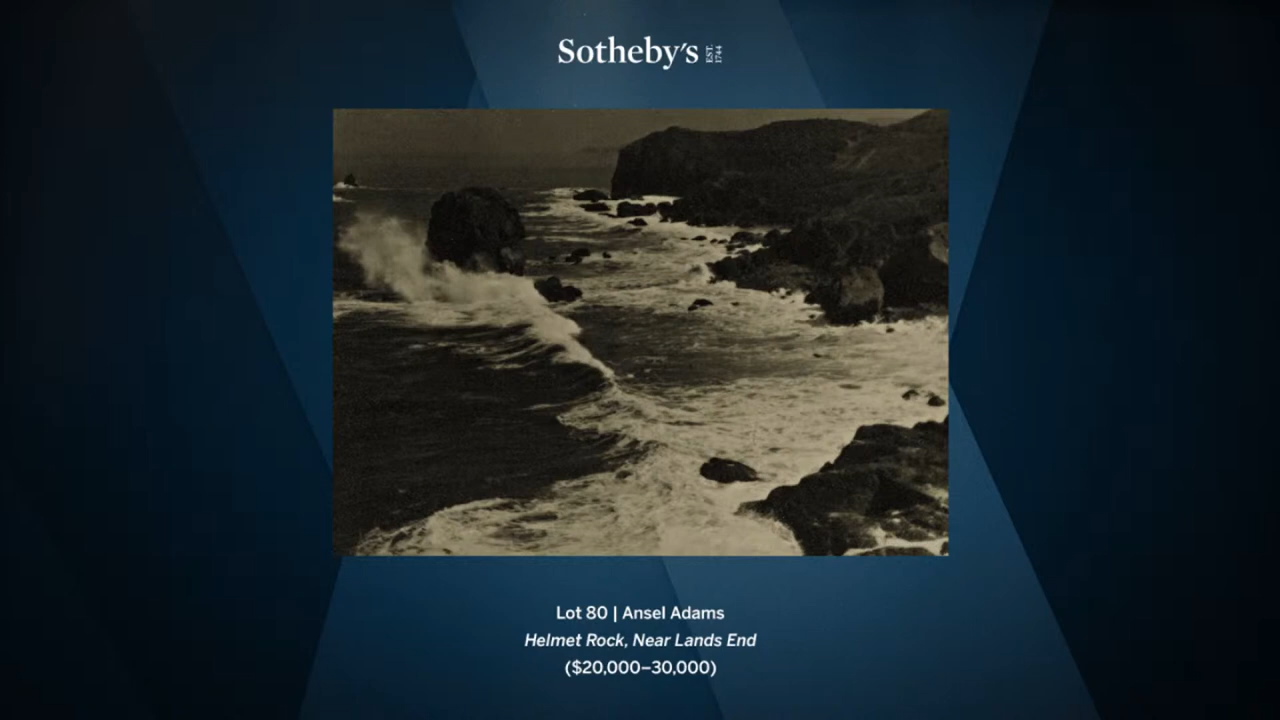 Sotheby's EST. 1744
Lot 80 | Ansel Adams
Helmet Rock, Near Lands End
($20,000–30,000)